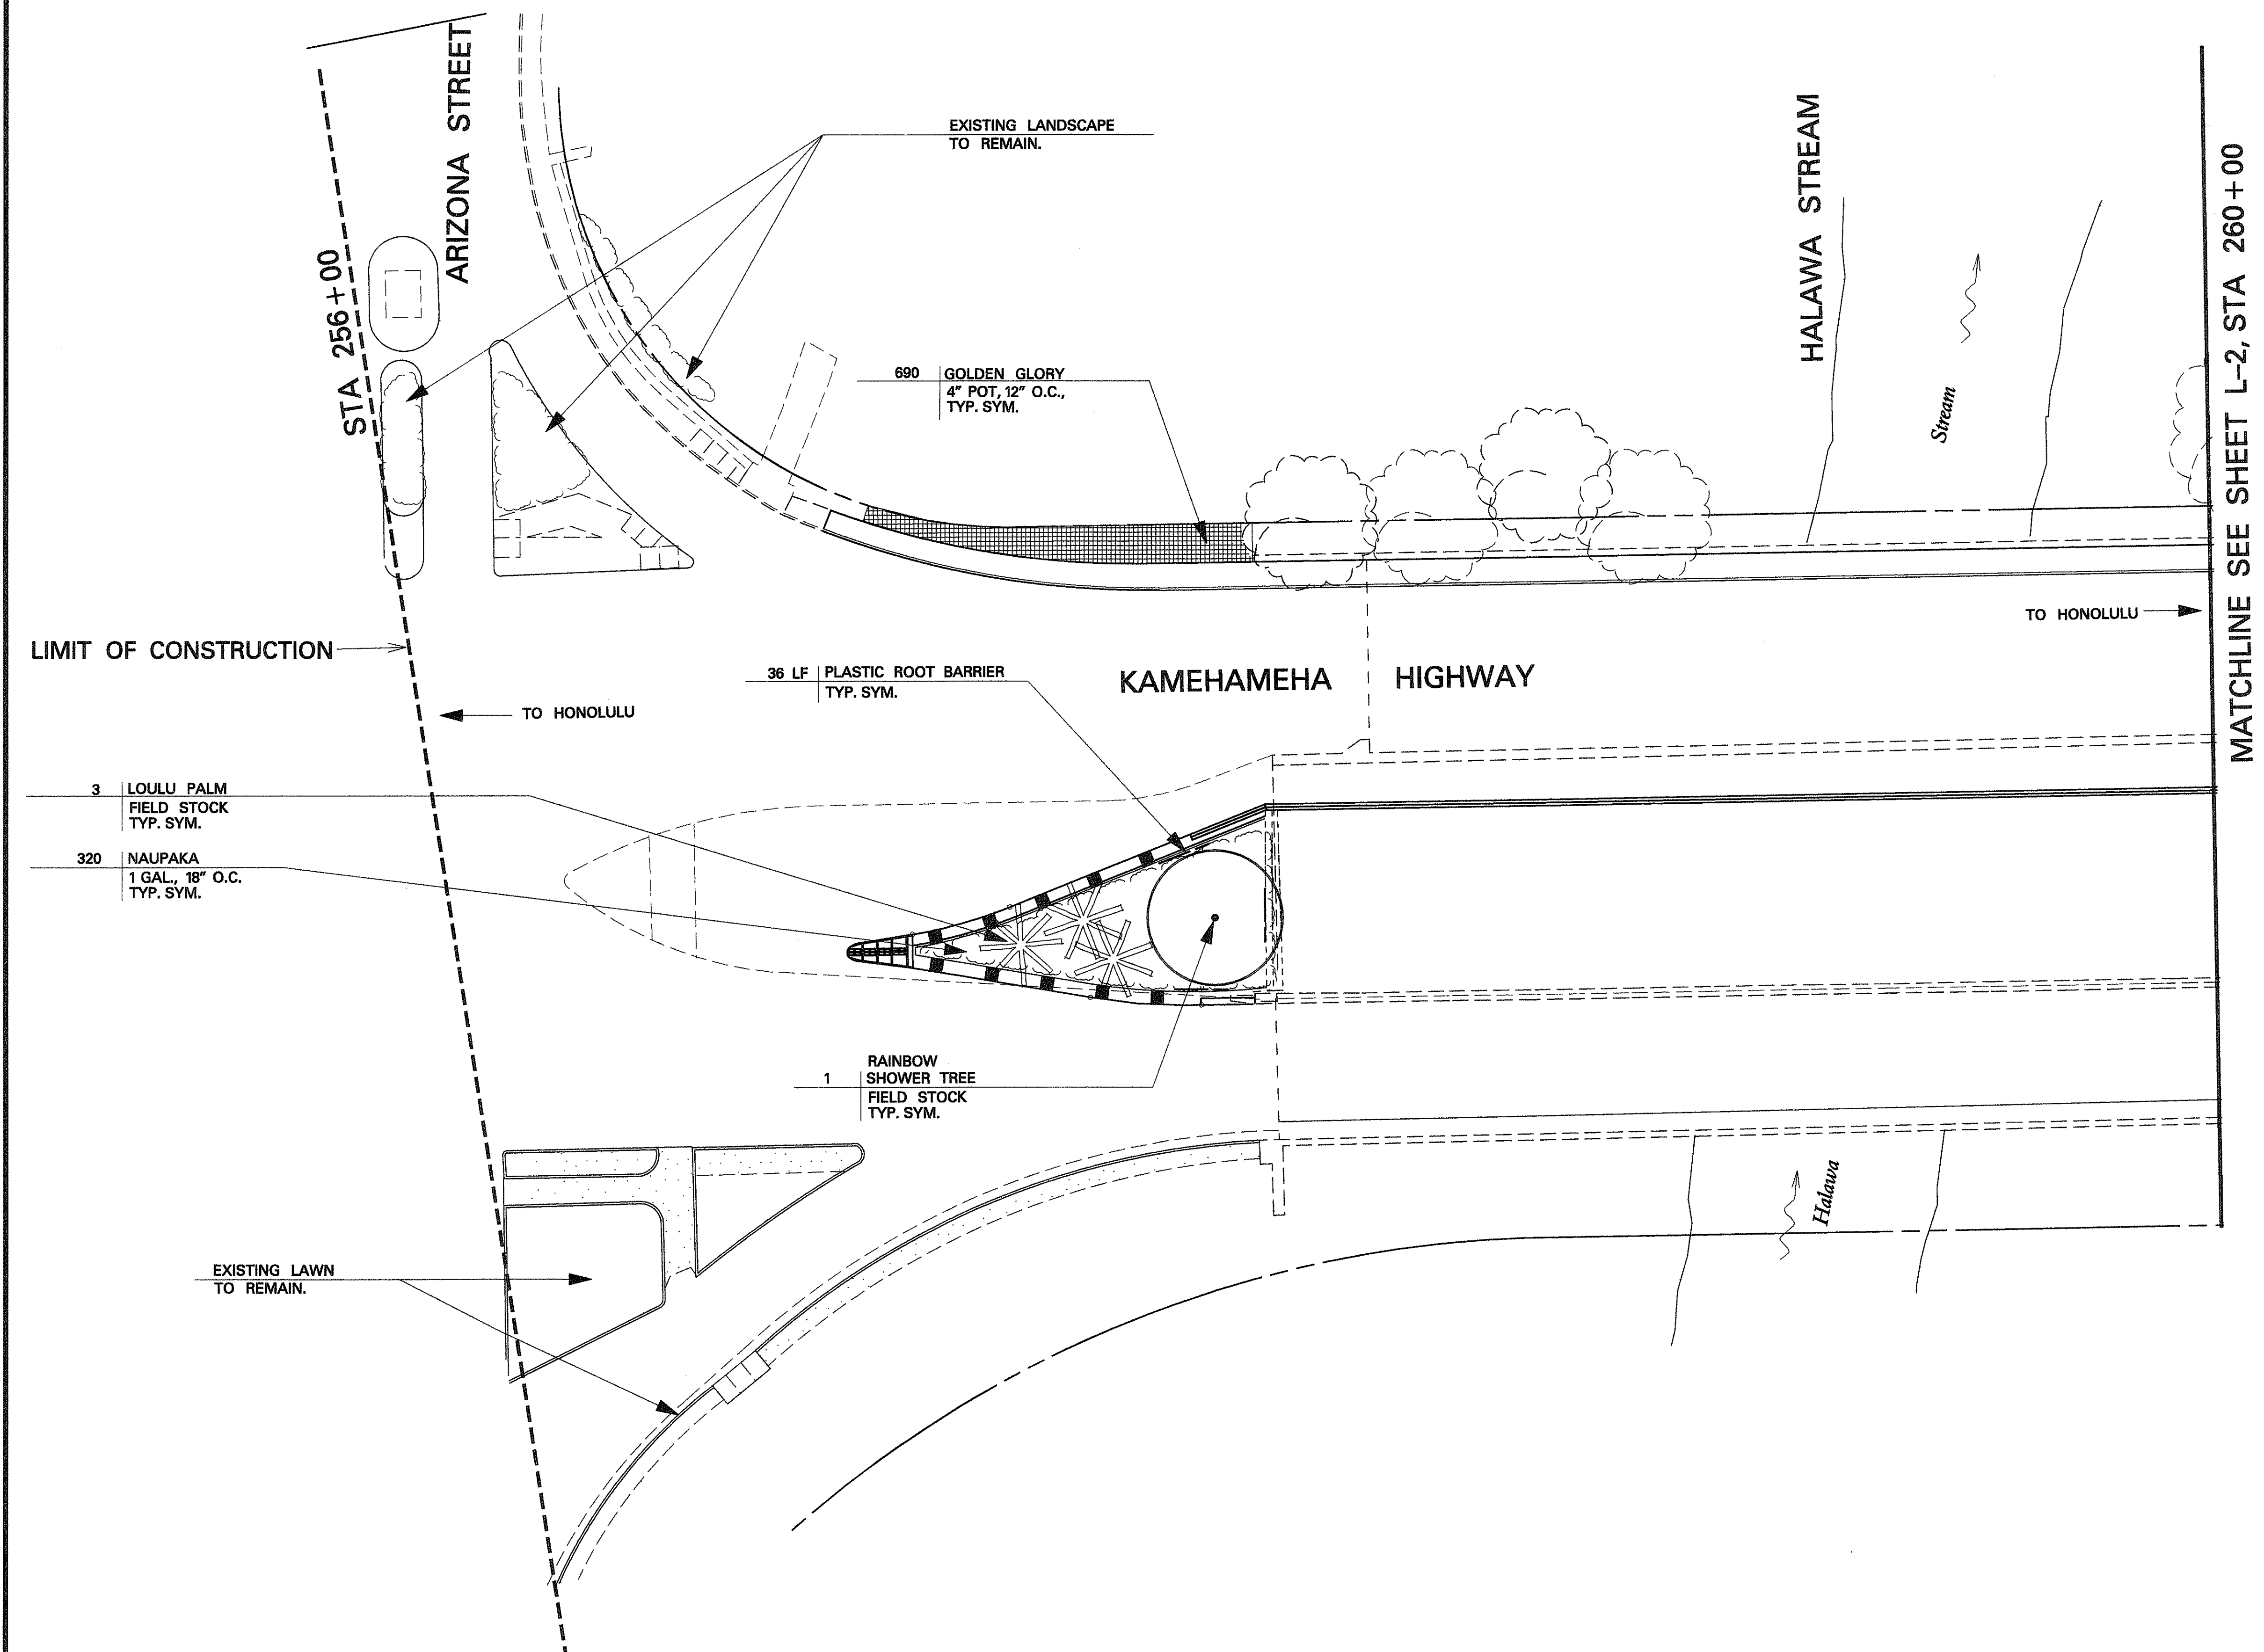 ARIZONA STREET
STA 256+00
EXISTING LANDSCAPE
TO REMAIN.
HALAWA STREAM
Stream
MATCHLINE SEE SHEET L-2, STA 260+00
690 GOLDEN GLORY
4" POT, 12" O.C.,
TYP. SYM.
TO HONOLULU
LIMIT OF CONSTRUCTION
36 LF PLASTIC ROOT BARRIER
TYP. SYM.
KAMEHAMEHA HIGHWAY
TO HONOLULU
3 LOULU PALM
FIELD STOCK
TYP. SYM.
320 NAUPAKA
1 GAL., 18" O.C.
TYP. SYM.
RAINBOW
1 SHOWER TREE
FIELD STOCK
TYP. SYM.
Halawa
EXISTING LAWN
TO REMAIN.